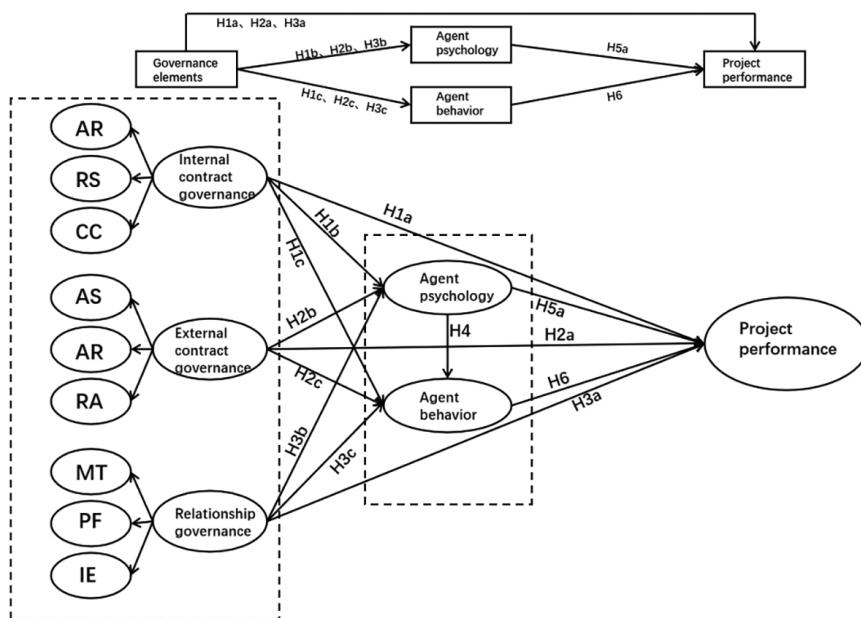 H1a、H2a、H3a
Governance
elements
H1b、H2b、H3b
H1c、H2c、H3c
Agent
psychology
Agent
behavior
H5a
H6
Project
performance
AR
RS
CC
Internal
contract
governance
AS
AR
RA
External
contract
governance
MT
PF
IE
Relationship
governance
H1a
H1b
H1c
H2b
H2a
H2c
H3b
H3c
H3a
Agent
psychology
H4
Agent
behavior
H5a
H6
Project
performance